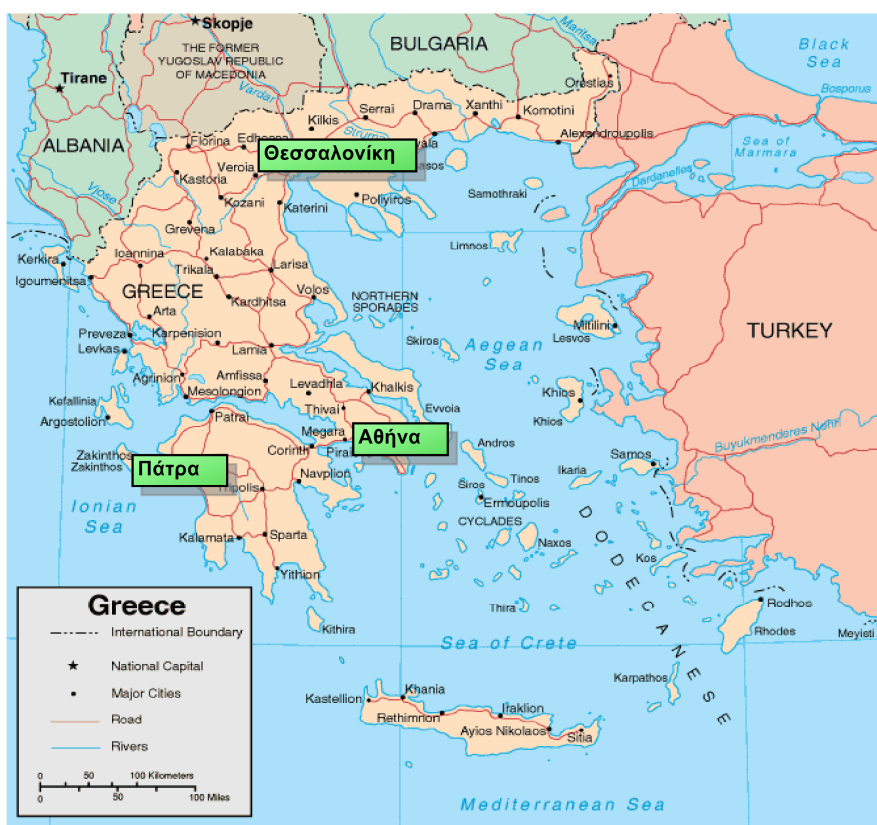 Skopje
BULGARIA
THE FORMER
YUGOSLAV REPUBLIC
OF MACEDONIA
Maritsa
Black
Sea
Tirane
Vardar
Orestias
Bosporus
Serrai
Drama
Xanthi
Komotini
Kilkis
Struma
ALBANIA
Florina
Alexandroupolis
Sea of
Marmara
Θεσσαλονίκη
Veroia
Dardanelles
Kastoria
Vjose
Kozani
Katerini
Poliyiros
Samothraki
Grevena
Limnos
Kerkira
Ioannina
Kalabaka
Igoumenitsa
Trikala
Larisa
GREECE
Kardhitsa
Volos
NORTHERN
SPORADES
Arta
Preveza
Karpenision
Mitilini
Lesvos
TURKEY
Levkas
Lamia
Skiros
Aegean
Sea
Agrinion
Amfissa
Levadhia
Khalkis
Mesolongion
Khios
Khios
Kefallinia
Argostolion
Patrai
Thivai
Evvoia
Megara
Αθήνα
Buyukmenderes Nehri
Zakinthos
Zakinthos
Corinth
Andros
Samos
Πάτρα
Navplion
Ikaria
Tinos
Siros
Ermoupolis
Ionian
Sea
CYCLADES
DODECANESE
Kalamata
Sparta
Naxos
Kos
Yithion
Thira
Rodhos
Rhodes
Meyisti
Kithira
Sea of Crete
Karpathos
Kastellion
Khania
Rethimnon
Iraklion
Ayios Nikolaos
Sitia
Mediterranean Sea
Greece
International Boundary
National Capital
Major Cities
Road
Rivers
0 50 100 Kilometers
0 50 100 Miles